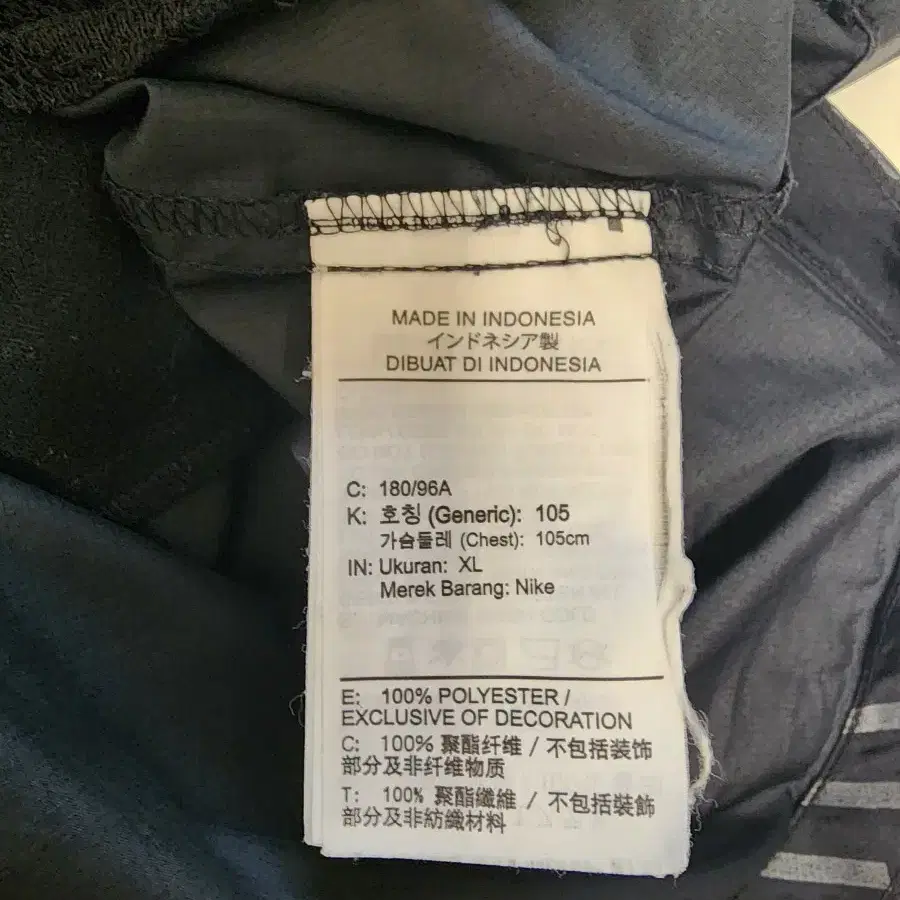 MADE IN INDONESIA
インドネシア製
DIBUAT DI INDONESIA
C: 180/96A
K: 호칭 (Generic): 105
가슴둘레 (Chest): 105cm
IN: Ukuran: XL
Merek Barang: Nike
E: 100% POLYESTER /
EXCLUSIVE OF DECORATION
C: 100% 聚酯纤维 / 不包括装饰
部分及非纤维物质
T: 100% 聚酯纖維 / 不包括裝飾
部分及非紡織材料